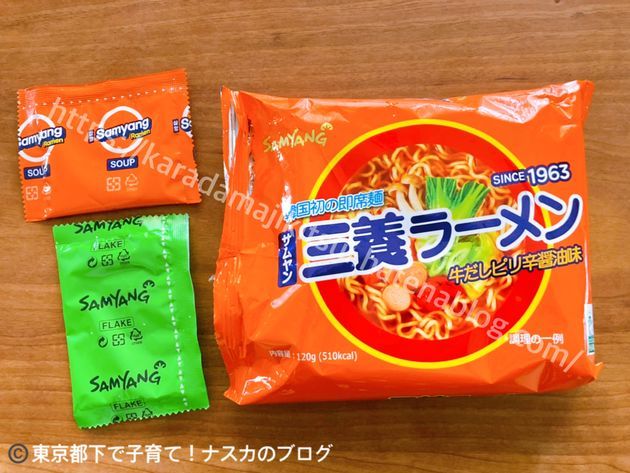 Samyang
Ramen
SOUP
Samyang
Ramen
SOUP
SAMYANG
FLAKE
SAMYANG
FLAKE
SAMYANG
FLAKE
SAMYANG
SINCE 1963
国初の即席麺
サムヤン
三養ラーメン
牛だしピリ辛醤油味
調理の一例
内容量:120g (510kcal)
https://karadamajin
hatenablog.com/
© 東京都下で子育て!ナスカのブログ